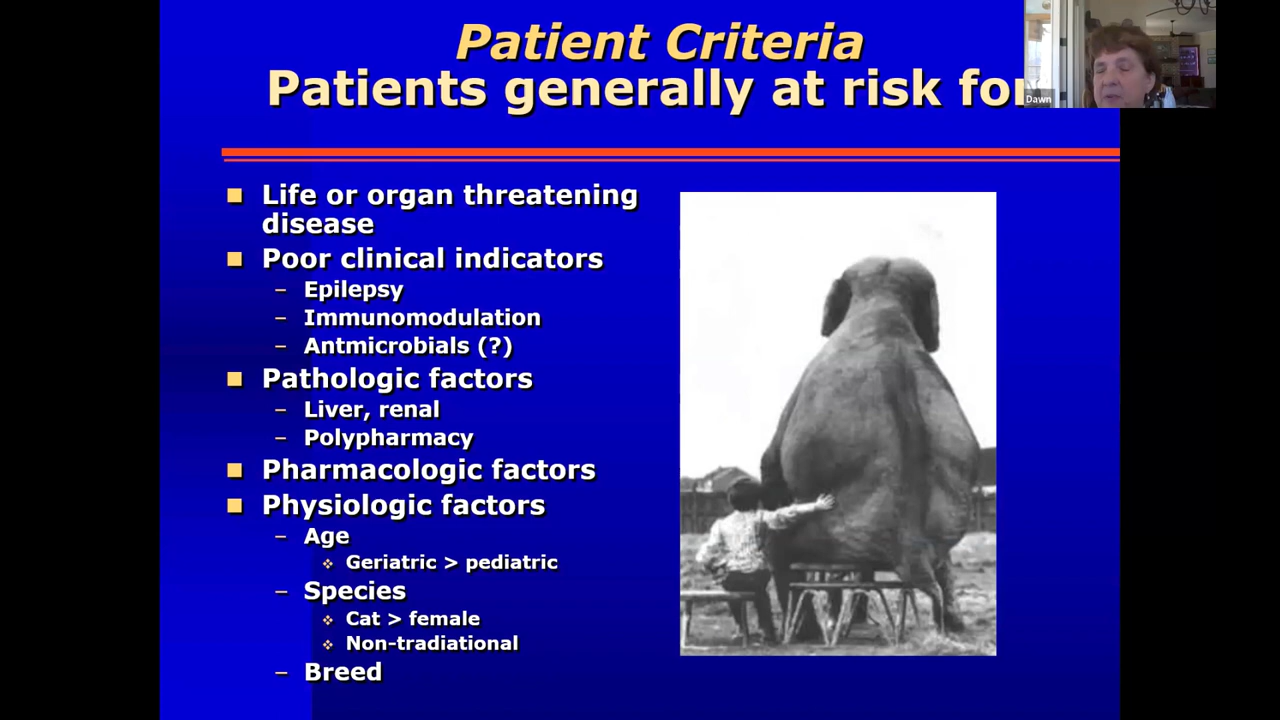 Patient Criteria
Patients generally at risk for
Dawn
Life or organ threatening
disease
Poor clinical indicators
– Epilepsy
– Immunomodulation
– Antmicrobials (?)
Pathologic factors
– Liver, renal
– Polypharmacy
Pharmacologic factors
Physiologic factors
– Age
Geriatric > pediatric
– Species
Cat > female
Non-tradiational
– Breed